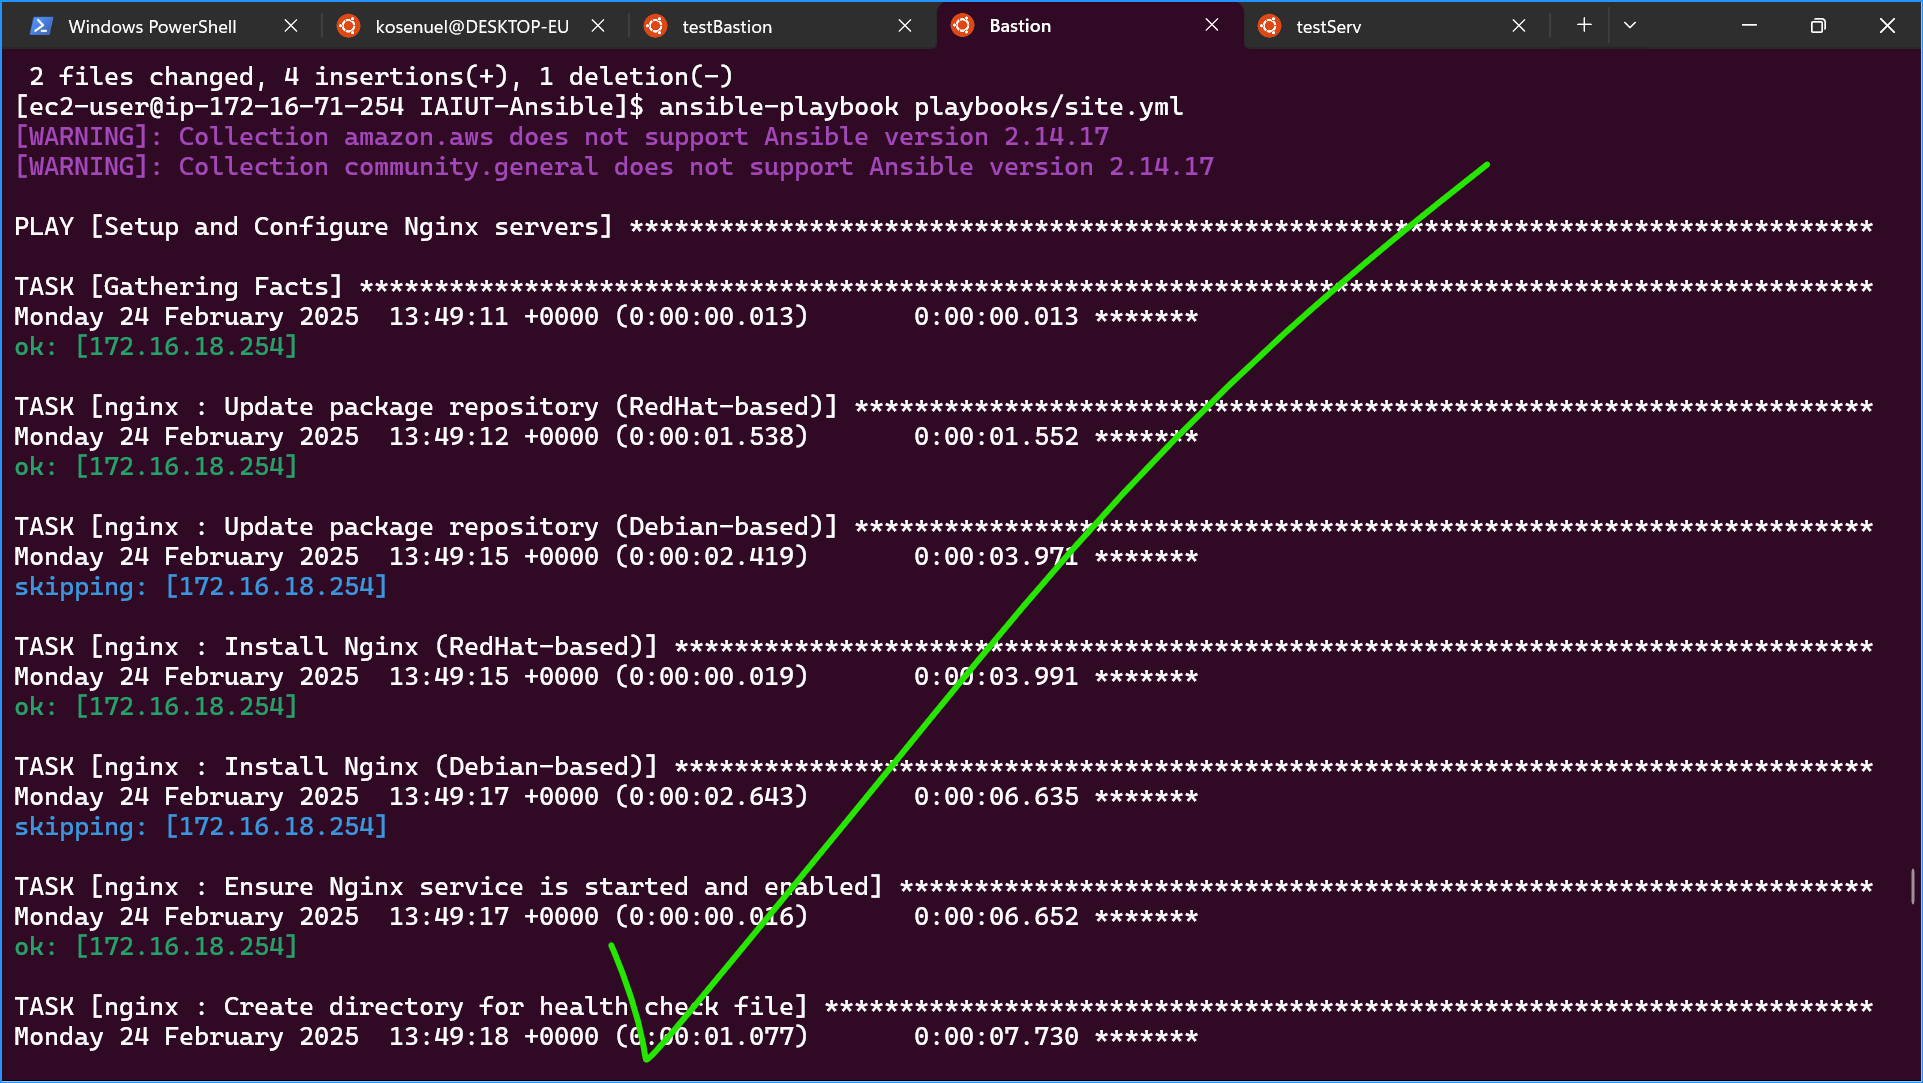 Windows PowerShell
kosenuel@DESKTOP-EU
testBastion
Bastion
testServ
2 files changed, 4 insertions(+), 1 deletion(-)
[ec2-user@ip-172-16-71-254 IAIUT-Ansible]$ ansible-playbook playbooks/site.yml
[WARNING]: Collection amazon.aws does not support Ansible version 2.14.17
[WARNING]: Collection community.general does not support Ansible version 2.14.17
PLAY [Setup and Configure Nginx servers] ***********************************************************************************
TASK [Gathering Facts] *****************************************************************************************************
Monday 24 February 2025  13:49:11 +0000 (0:00:00.013)       0:00:00.013 *******
ok: [172.16.18.254]
TASK [nginx : Update package repository (RedHat-based)] ********************************************************************
Monday 24 February 2025  13:49:12 +0000 (0:00:01.538)       0:00:01.552 *******
ok: [172.16.18.254]
TASK [nginx : Update package repository (Debian-based)] ********************************************************************
Monday 24 February 2025  13:49:15 +0000 (0:00:02.419)       0:00:03.971 *******
skipping: [172.16.18.254]
TASK [nginx : Install Nginx (RedHat-based)] ********************************************************************************
Monday 24 February 2025  13:49:15 +0000 (0:00:00.019)       0:00:03.991 *******
ok: [172.16.18.254]
TASK [nginx : Install Nginx (Debian-based)] ********************************************************************************
Monday 24 February 2025  13:49:17 +0000 (0:00:02.643)       0:00:06.635 *******
skipping: [172.16.18.254]
TASK [nginx : Ensure Nginx service is started and enabled] *****************************************************************
Monday 24 February 2025  13:49:17 +0000 (0:00:00.016)       0:00:06.652 *******
ok: [172.16.18.254]
TASK [nginx : Create directory for health check file] **********************************************************************
Monday 24 February 2025  13:49:18 +0000 (0:00:01.077)       0:00:07.730 *******